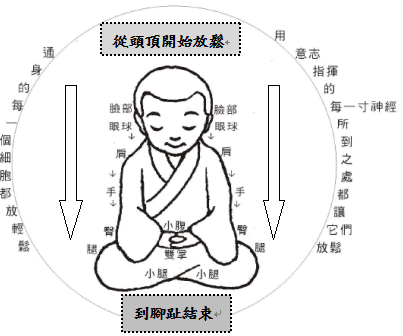 從頭頂開始放鬆
通
身
的
每
一
個
細
胞
都
放
輕
鬆
用
意志
指揮
的
每一寸神經
所
到
之
處
都
讓
它們
放鬆
臉部
眼球
↓
肩
↓
手
↓
臀
腿
臉部
眼球
↓
肩
↓
手
↓
臀
腿
小腹
雙掌
小腿 小腿
到腳趾結束